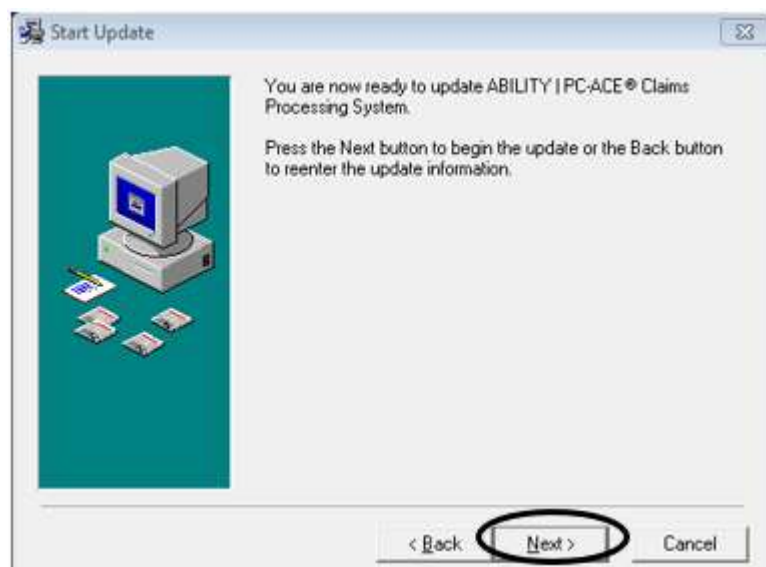 Start Update
You are now ready to update ABILITY | PC-ACE® Claims
Processing System.
Press the Next button to begin the update or the Back button
to reenter the update information.
< Back
Next >
Cancel